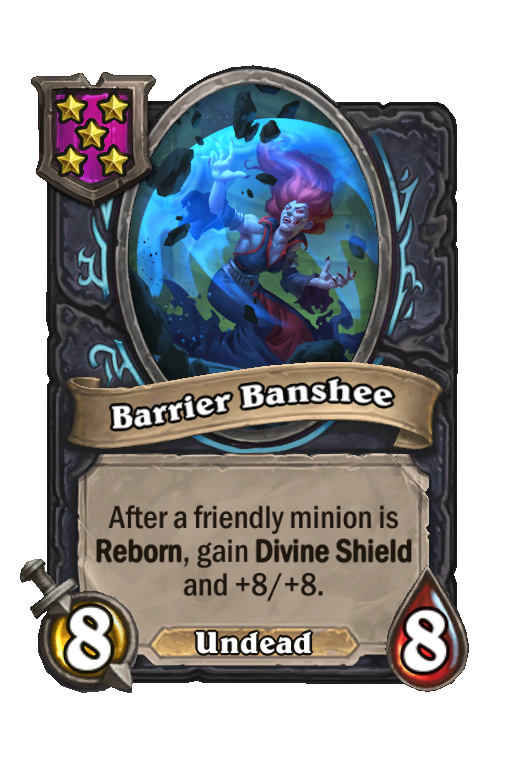 Barrier Banshee
After a friendly minion is
Reborn, gain Divine Shield
and +8/+8.
8
Undead
8